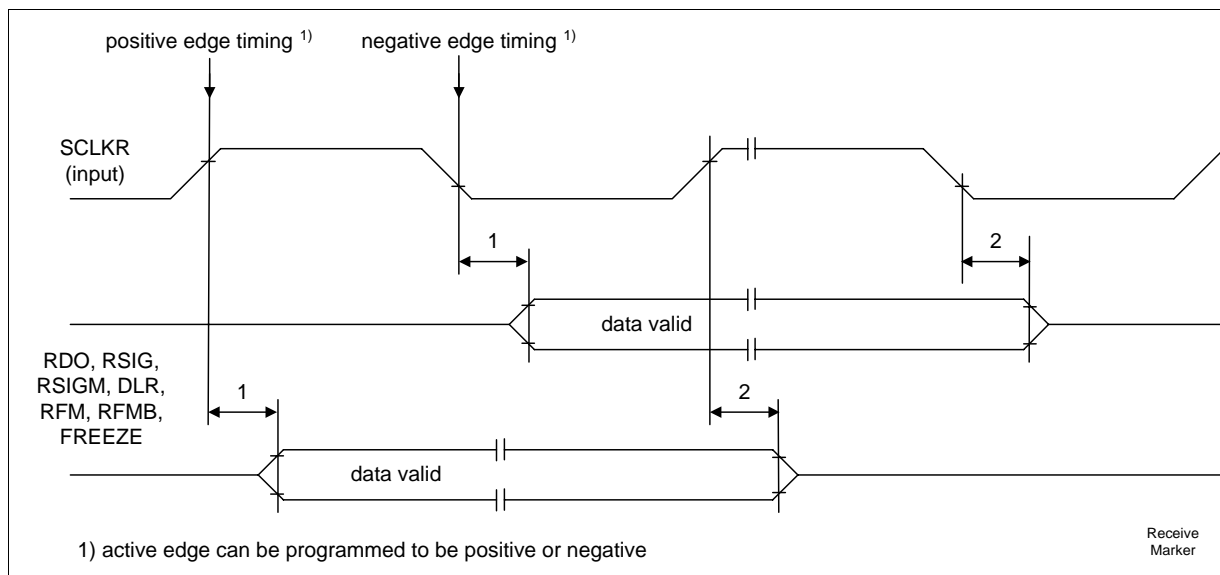 positive edge timing 1)
negative edge timing 1)
SCLKR
(input)
1
2
data valid
RDO, RSIG,
RSIGM, DLR,
RFM, RFMB,
FREEZE
1
2
data valid
1) active edge can be programmed to be positive or negative
Receive
Marker